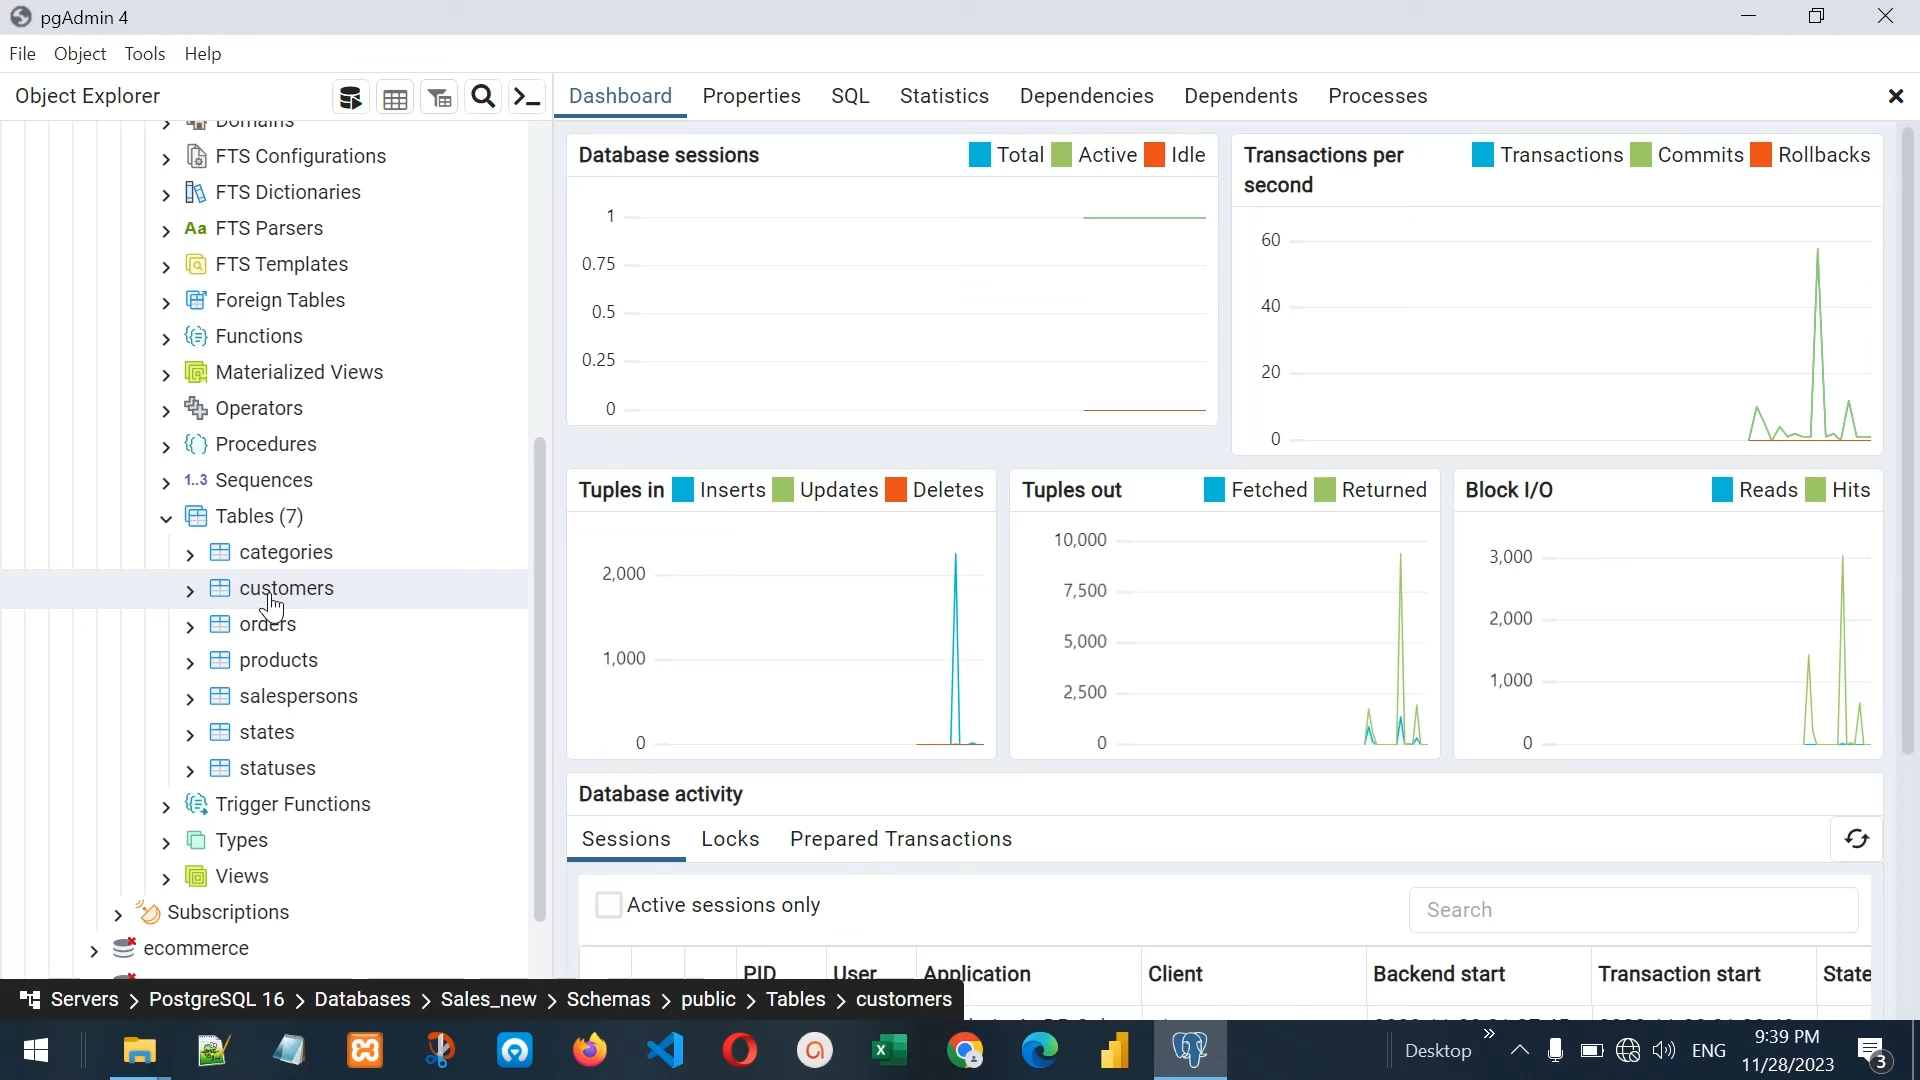 pgAdmin 4
File Object Tools Help
Object Explorer
Dashboard Properties SQL Statistics Dependencies Dependents Processes
Domains
FTS Configurations
FTS Dictionaries
Aa FTS Parsers
FTS Templates
Foreign Tables
Functions
Materialized Views
Operators
Procedures
1..3 Sequences
Tables (7)
categories
customers
orders
products
salespersons
states
statuses
Trigger Functions
Types
Views
Subscriptions
ecommerce
Database sessions
Total Active Idle
1
0.75
0.5
0.25
0
Transactions per
second
Transactions Commits Rollbacks
60
40
20
0
Tuples in Inserts Updates Deletes
2,000
1,000
0
Tuples out Fetched Returned
10,000
7,500
5,000
2,500
0
Block I/O Reads Hits
3,000
2,000
1,000
0
Database activity
Sessions Locks Prepared Transactions
Active sessions only
Search
PID User Application Client Backend start Transaction start State
Servers > PostgreSQL 16 > Databases > Sales_new > Schemas > public > Tables > customers
Desktop
ENG
9:39 PM
11/28/2023
3